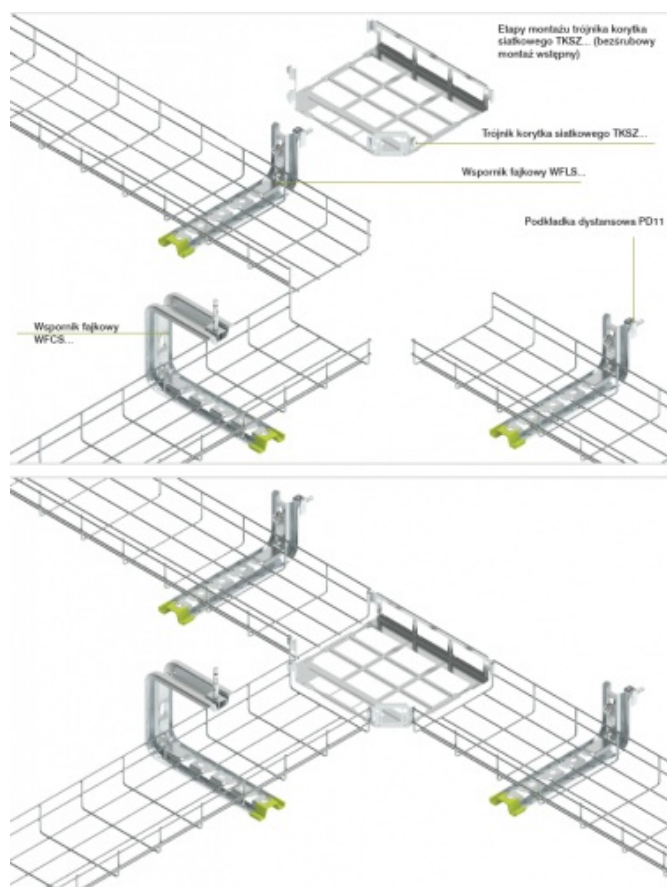 Etapy montażu trójnika korytka
siatkowego TKSZ... (bezśrubowy
montaż wstępny)
Trójnik korytka siatkowego TKSZ...
Wspornik fajkowy WFLS...
Podkładka dystansowa PD11
Wspornik fajkowy
WFCS...